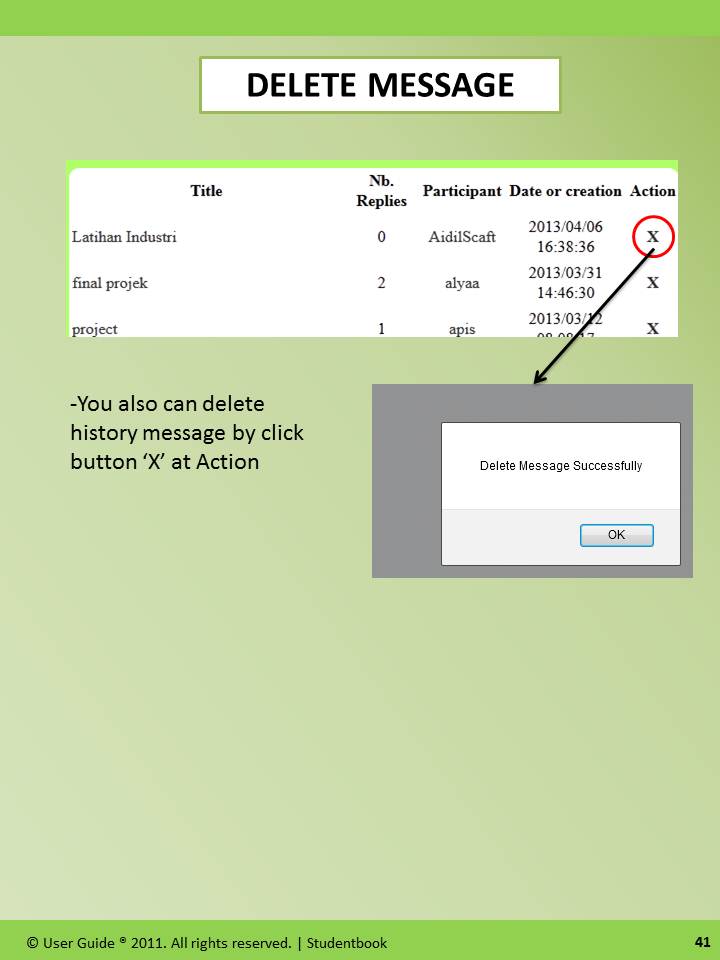 DELETE MESSAGE
Title Nb. Replies Participant Date or creation Action
Latihan Industri 0 AidilScaft 2013/04/06 16:38:36 X
final projek 2 alyaa 2013/03/31 14:46:30 X
project 1 apis 2013/03/12 X
-You also can delete
history message by click
button ‘X’ at Action
Delete Message Successfully
OK
© User Guide ® 2011. All rights reserved. | Studentbook 41